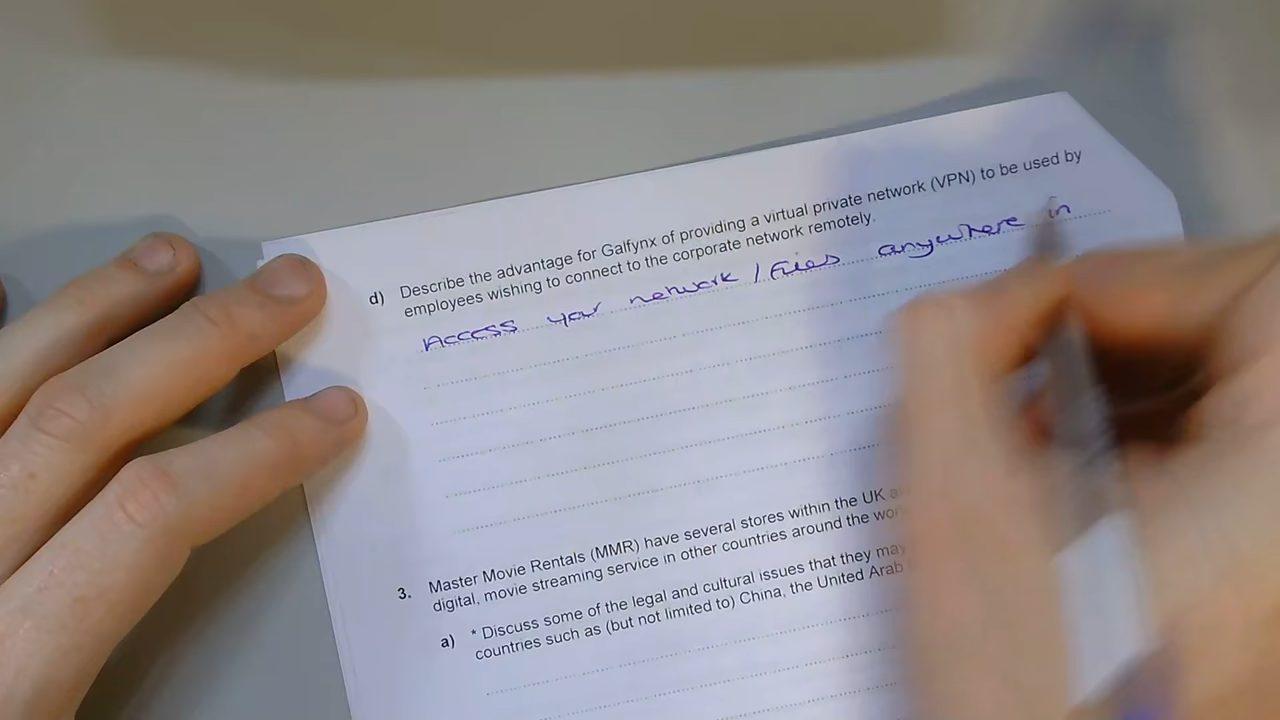 d) Describe the advantage for Galfynx of providing a virtual private network (VPN) to be used by
employees wishing to connect to the corporate network remotely.
Access your network / Files anywhere in
3. Master Movie Rentals (MMR) have several stores within the UK
digital, movie streaming service in other countries around the
a) * Discuss some of the legal and cultural issues that they may
countries such as (but not limited to) China, the United Arab